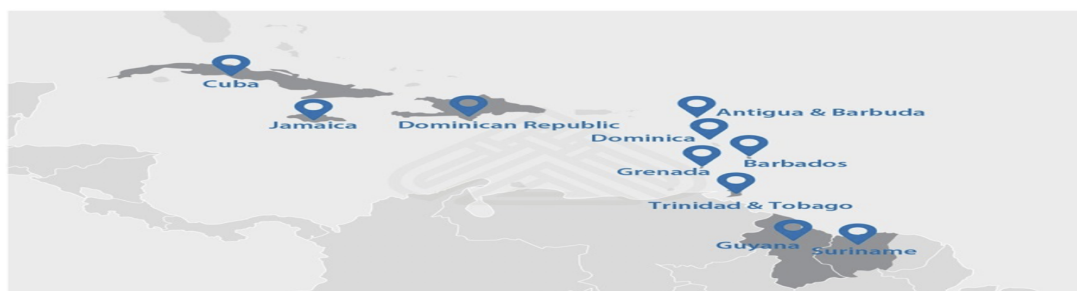 Cuba
Jamaica
Dominican Republic
Antigua & Barbuda
Dominica
Barbados
Grenada
Trinidad & Tobago
Guyana
Suriname